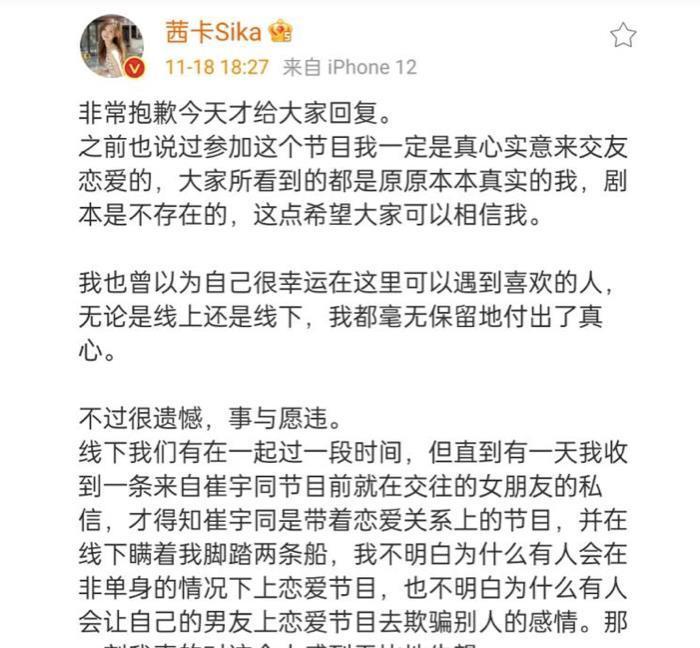 茜卡Sika
11-18 18:27 来自 iPhone 12
非常抱歉今天才给大家回复。
之前也说过参加这个节目我一定是真心实意来交友
恋爱的，大家所看到的都是原原本本真实的我，剧
本是不存在的，这点希望大家可以相信我。
我也曾以为自己很幸运在这里可以遇到喜欢的人，
无论是线上还是线下，我都毫无保留地付出了真
心。
不过很遗憾，事与愿违。
线下我们有在一起过一段时间，但直到有一天我收
到一条来自崔宇同节目前就在交往的女朋友的私
信，才得知崔宇同是带着恋爱关系上的节目，并在
线下瞒着我脚踏两条船，我不明白为什么有人会在
非单身的情况下上恋爱节目，也不明白为什么有人
会让自己的男友上恋爱节目去欺骗别人的感情。那